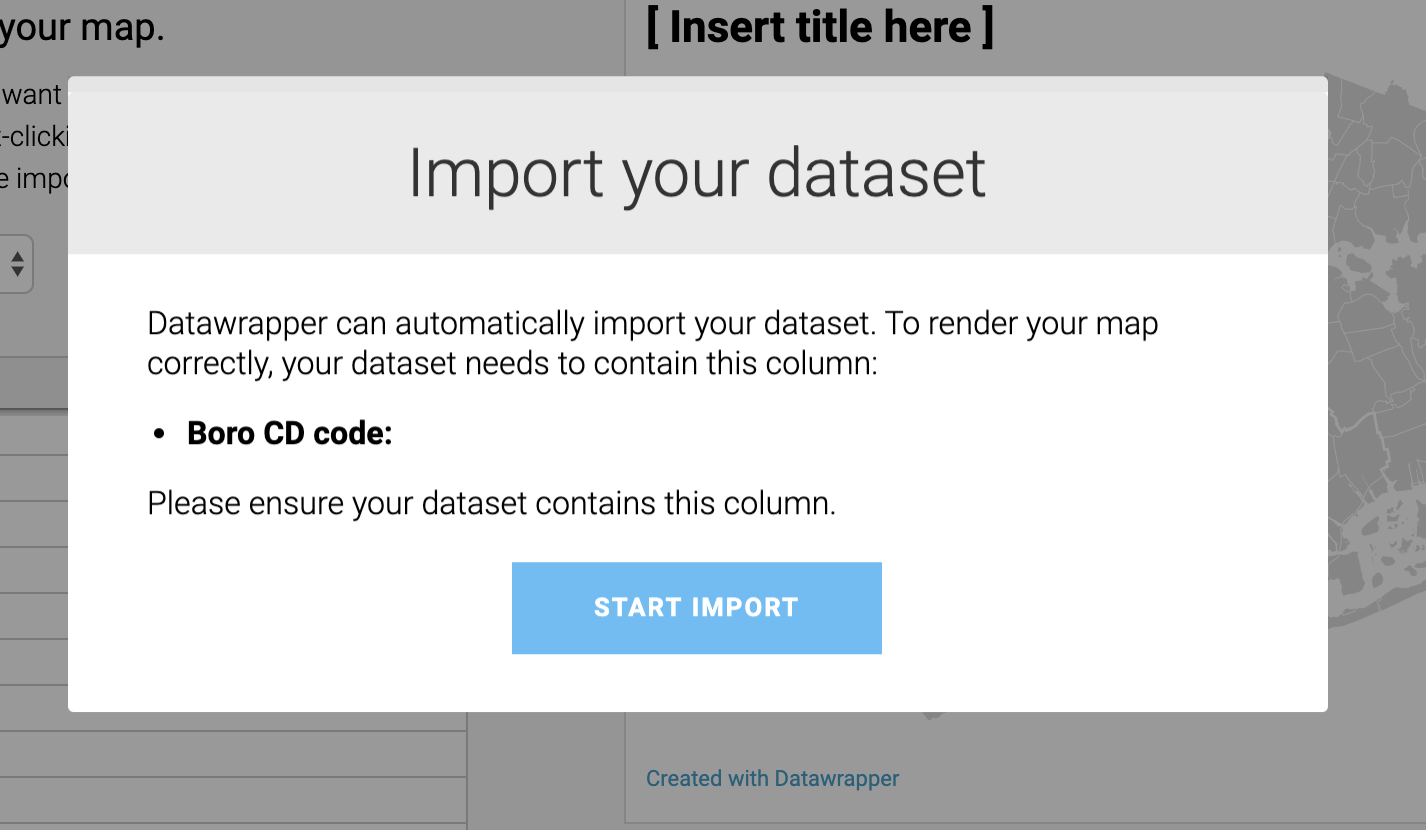 your map.
[ Insert title here ]
want
-clicki
e impo
Import your dataset
Datawrapper can automatically import your dataset. To render your map
correctly, your dataset needs to contain this column:
• Boro CD code:
Please ensure your dataset contains this column.
START IMPORT
Created with Datawrapper